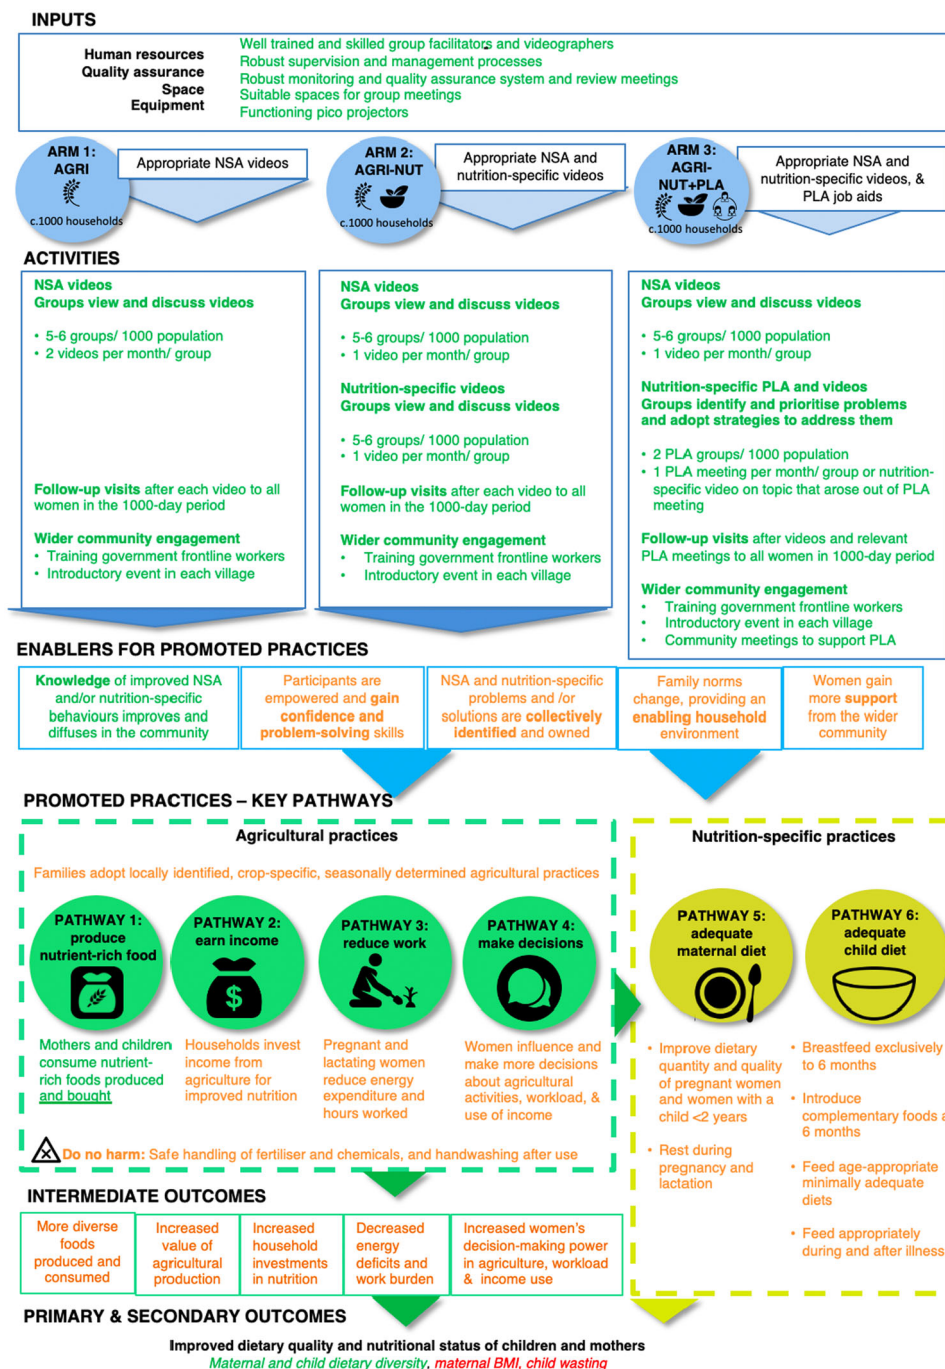 INPUTS
Human resources
Quality assurance
Space
Equipment
Well trained and skilled group facilitators and videographers
Robust supervision and management processes
Robust monitoring and quality assurance system and review meetings
Suitable spaces for group meetings
Functioning pico projectors
ARM 1:
AGRI
c.1000 households
Appropriate NSA videos
ARM 2:
AGRI-NUT
c.1000 households
Appropriate NSA and
nutrition-specific videos
ARM 3:
AGRI-
NUT+PLA
c.1000 households
Appropriate NSA and
nutrition-specific videos, &
PLA job aids
ACTIVITIES
NSA videos
Groups view and discuss videos
• 5-6 groups/ 1000 population
• 2 videos per month/ group
Follow-up visits after each video to all
women in the 1000-day period
Wider community engagement
• Training government frontline workers
• Introductory event in each village
NSA videos
Groups view and discuss videos
• 5-6 groups/ 1000 population
• 1 video per month/ group
Nutrition-specific videos
Groups view and discuss videos
• 5-6 groups/ 1000 population
• 1 video per month/ group
Follow-up visits after each video to all
women in the 1000-day period
Wider community engagement
• Training government frontline workers
• Introductory event in each village
NSA videos
Groups view and discuss videos
• 5-6 groups/ 1000 population
• 1 video per month/ group
Nutrition-specific PLA and videos
Groups identify and prioritise problems
and adopt strategies to address them
• 2 PLA groups/ 1000 population
• 1 PLA meeting per month/ group or nutrition-
specific video on topic that arose out of PLA
meeting
Follow-up visits after videos and relevant
PLA meetings to all women in 1000-day period
Wider community engagement
• Training government frontline workers
• Introductory event in each village
• Community meetings to support PLA
ENABLERS FOR PROMOTED PRACTICES
Knowledge of improved NSA
and/or nutrition-specific
behaviours improves and
diffuses in the community
Participants are
empowered and gain
confidence and
problem-solving skills
NSA and nutrition-specific
problems and /or
solutions are collectively
identified and owned
Family norms
change, providing an
enabling household
environment
Women gain
more support
from the wider
community
PROMOTED PRACTICES – KEY PATHWAYS
Agricultural practices
Families adopt locally identified, crop-specific, seasonally determined agricultural practices
PATHWAY 1:
produce
nutrient-rich food
Mothers and children
consume nutrient-
rich foods produced
and bought
PATHWAY 2:
earn income
$
Households invest
income from
agriculture for
improved nutrition
PATHWAY 3:
reduce work
Pregnant and
lactating women
reduce energy
expenditure and
hours worked
PATHWAY 4:
make decisions
Women influence and
make more decisions
about agricultural
activities, workload, &
use of income
Do no harm: Safe handling of fertiliser and chemicals, and handwashing after use
Nutrition-specific practices
PATHWAY 5:
adequate
maternal diet
• Improve dietary
quantity and quality
of pregnant women
and women with a
child <2 years
• Rest during
pregnancy and
lactation
PATHWAY 6:
adequate
child diet
• Breastfeed exclusively
to 6 months
• Introduce
complementary foods a
6 months
• Feed age-appropriate
minimally adequate
diets
• Feed appropriately
during and after illness
INTERMEDIATE OUTCOMES
More diverse
foods
produced and
consumed
Increased
value of
agricultural
production
Increased
household
investments
in nutrition
Decreased
energy
deficits and
work burden
Increased women's
decision-making power
in agriculture, workload
& income use
PRIMARY & SECONDARY OUTCOMES
Improved dietary quality and nutritional status of children and mothers
Maternal and child dietary diversity, maternal BMI, child wasting